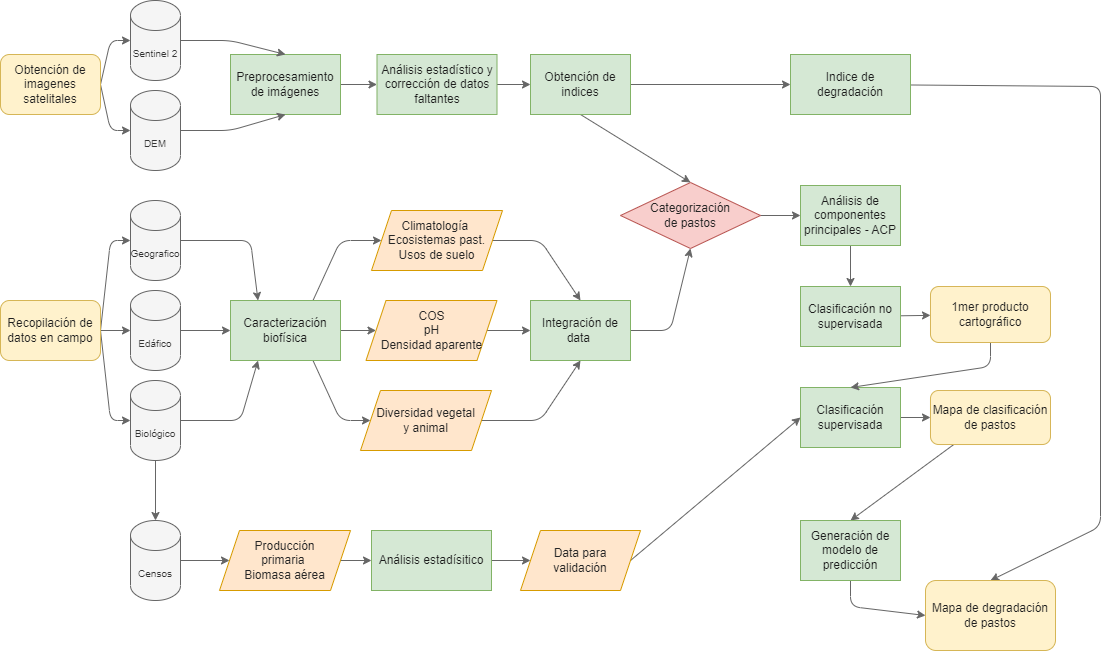 Obtención de
imagenes
satelitales
Sentinel 2
DEM
Preprocesamiento
de imágenes
Análisis estadístico y
corrección de datos
faltantes
Obtención de
indices
Indice de
degradación
Categorización
de pastos
Análisis de
componentes
principales - ACP
Recopilación de
datos en campo
Geografico
Edáfico
Biológico
Caracterización
biofísica
Climatología
Ecosistemas past.
Usos de suelo
COS
pH
Densidad aparente
Diversidad vegetal
y animal
Integración de
data
Clasificación no
supervisada
1mer producto
cartográfico
Clasificación
supervisada
Mapa de clasificación
de pastos
Censos
Producción
primaria
Biomasa aérea
Análisis estadísitico
Data para
validación
Generación de
modelo de
predicción
Mapa de degradación
de pastos